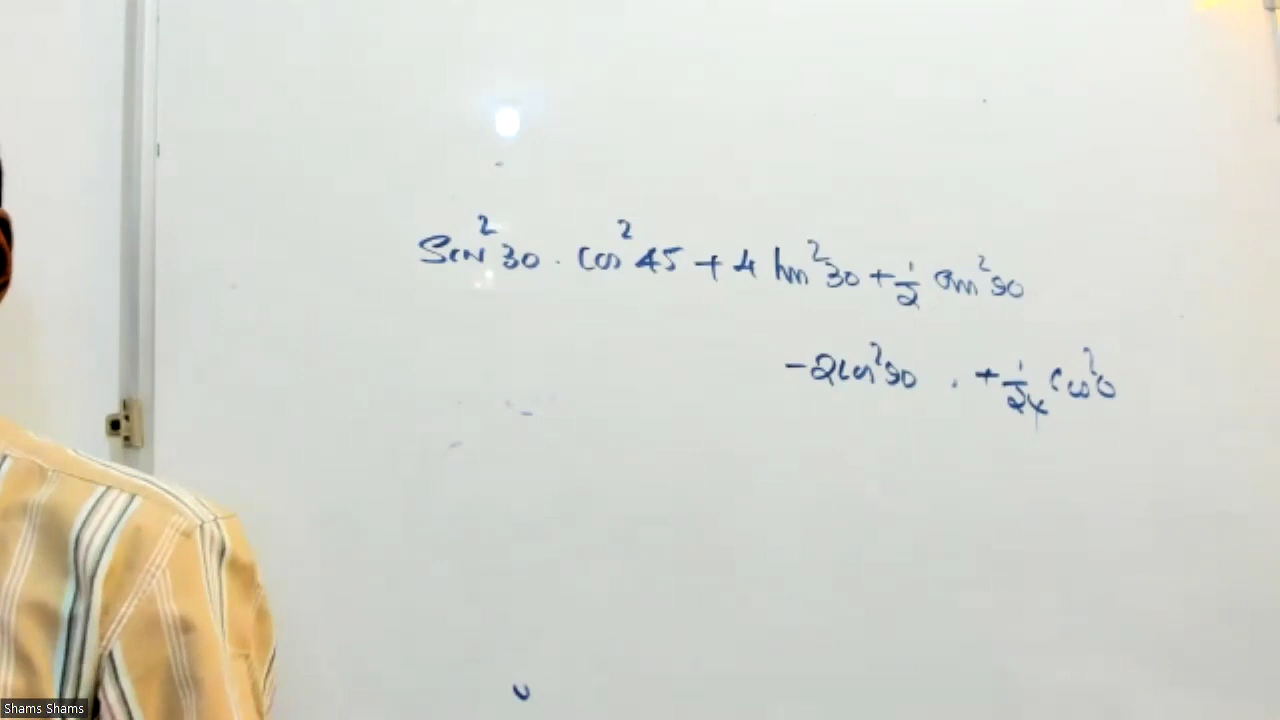 Sin²30 . Cos²45 + 4 tan²30 + 1/2 sin²90
-2cos²90 . + 1/24 Cos²0
Shams Shams